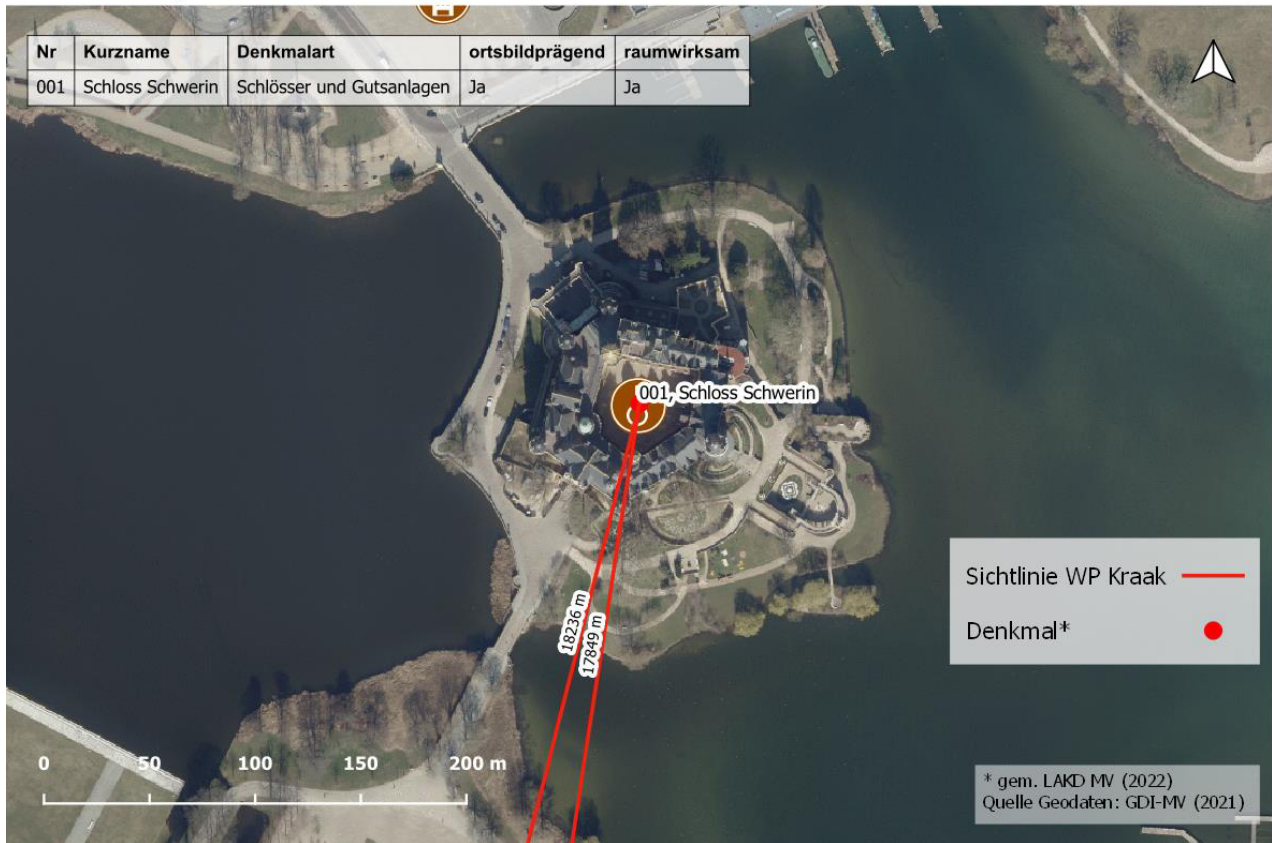 Nr Kurzname Denkmalart ortsbildprägend raumwirksam
001 Schloss Schwerin Schlösser und Gutsanlagen Ja Ja
001, Schloss Schwerin
18236 m
17849 m
Sichtlinie WP Kraak
Denkmal*
0 50 100 150 200 m
* gem. LAKD MV (2022)
Quelle Geodaten: GDI-MV (2021)